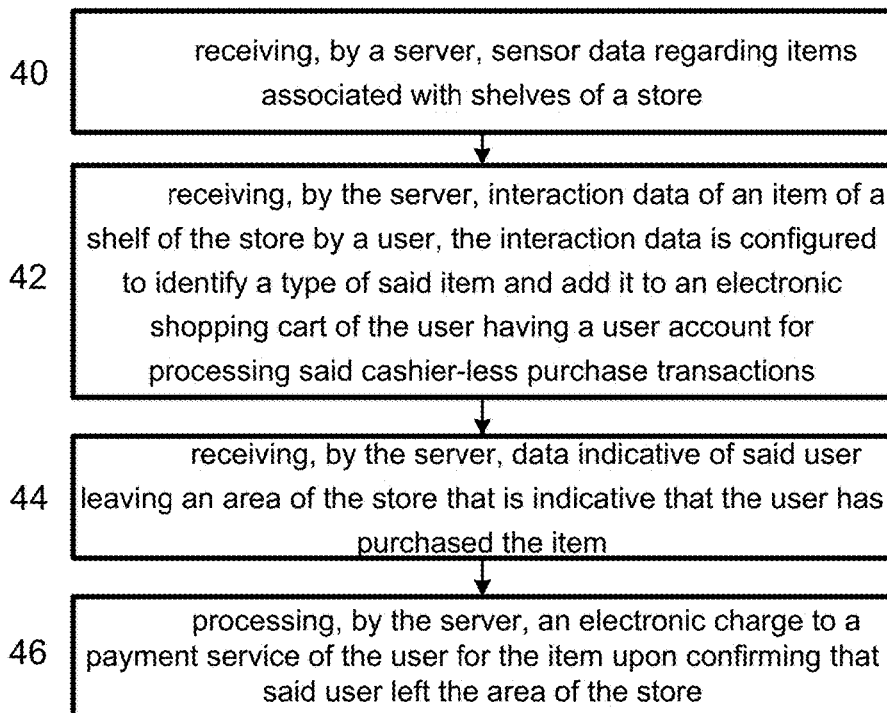 40
receiving, by a server, sensor data regarding items
associated with shelves of a store
42
receiving, by the server, interaction data of an item of a
shelf of the store by a user, the interaction data is configured
to identify a type of said item and add it to an electronic
shopping cart of the user having a user account for
processing said cashier-less purchase transactions
44
receiving, by the server, data indicative of said user
leaving an area of the store that is indicative that the user has
purchased the item
46
processing, by the server, an electronic charge to a
payment service of the user for the item upon confirming that
said user left the area of the store